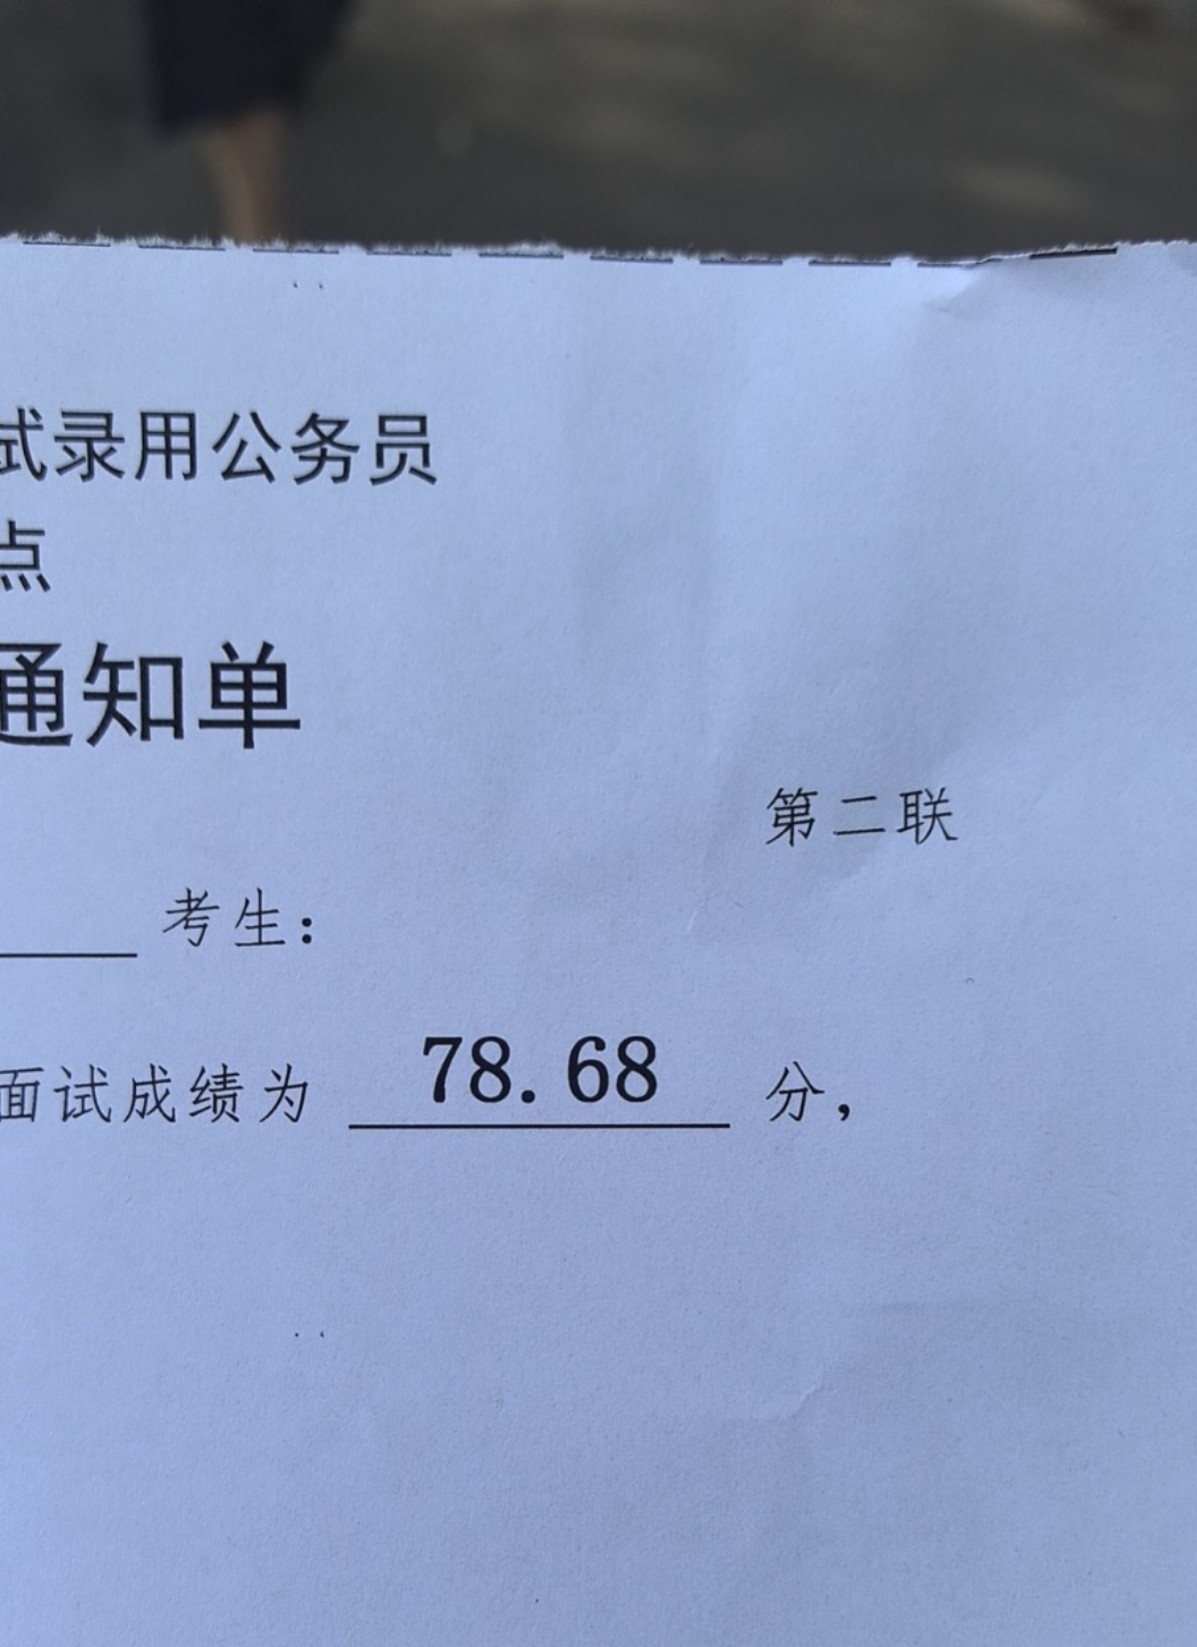 试录用公务员
点
通知单
第二联
考生：
面试成绩为 78.68 分，